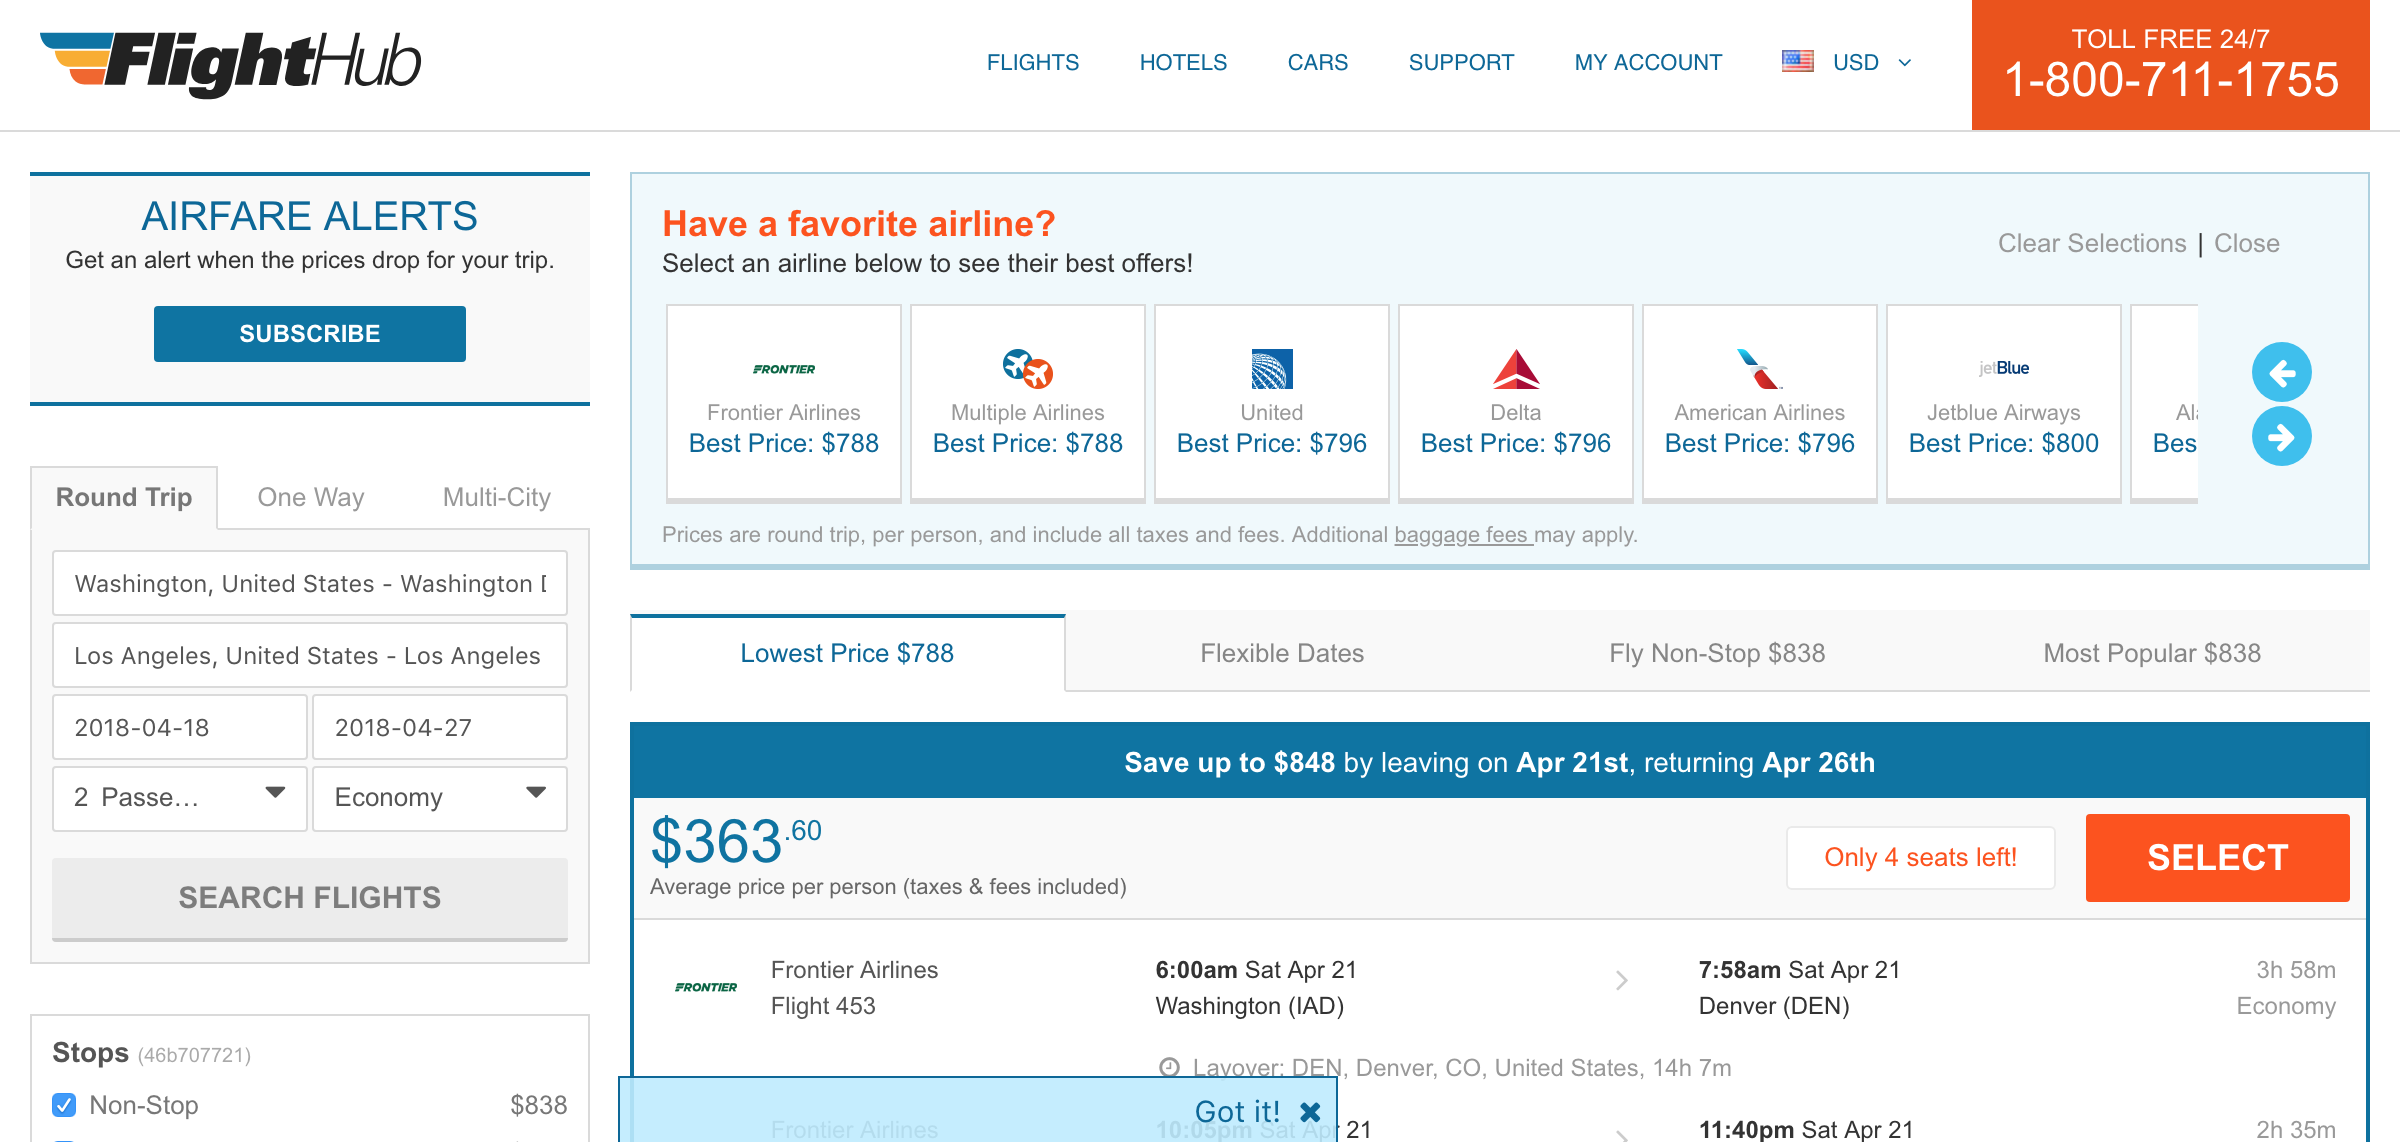 FlightHub
FLIGHTS
HOTELS
CARS
SUPPORT
MY ACCOUNT
USD
TOLL FREE 24/7
1-800-711-1755
AIRFARE ALERTS
Get an alert when the prices drop for your trip.
SUBSCRIBE
Round Trip
One Way
Multi-City
Washington, United States - Washington
Los Angeles, United States - Los Angeles
2018-04-18
2018-04-27
2 Passe...
Economy
SEARCH FLIGHTS
Stops (46b707721)
Non-Stop
$838
Have a favorite airline?
Select an airline below to see their best offers!
Clear Selections | Close
FRONTIER
Frontier Airlines
Best Price: $788
Multiple Airlines
Best Price: $788
United
Best Price: $796
Delta
Best Price: $796
American Airlines
Best Price: $796
jetBlue
Jetblue Airways
Best Price: $800
Prices are round trip, per person, and include all taxes and fees. Additional baggage fees may apply.
Lowest Price $788
Flexible Dates
Fly Non-Stop $838
Most Popular $838
Save up to $848 by leaving on Apr 21st, returning Apr 26th
$363.60
Average price per person (taxes & fees included)
Only 4 seats left!
SELECT
FRONTIER
Frontier Airlines
Flight 453
6:00am Sat Apr 21
Washington (IAD)
7:58am Sat Apr 21
Denver (DEN)
3h 58m
Economy
Layover: DEN, Denver, CO, United States, 14h 7m
Got it!
Frontier Airlines
10:05pm Sat Apr 21
11:40pm Sat Apr 21
2h 35m